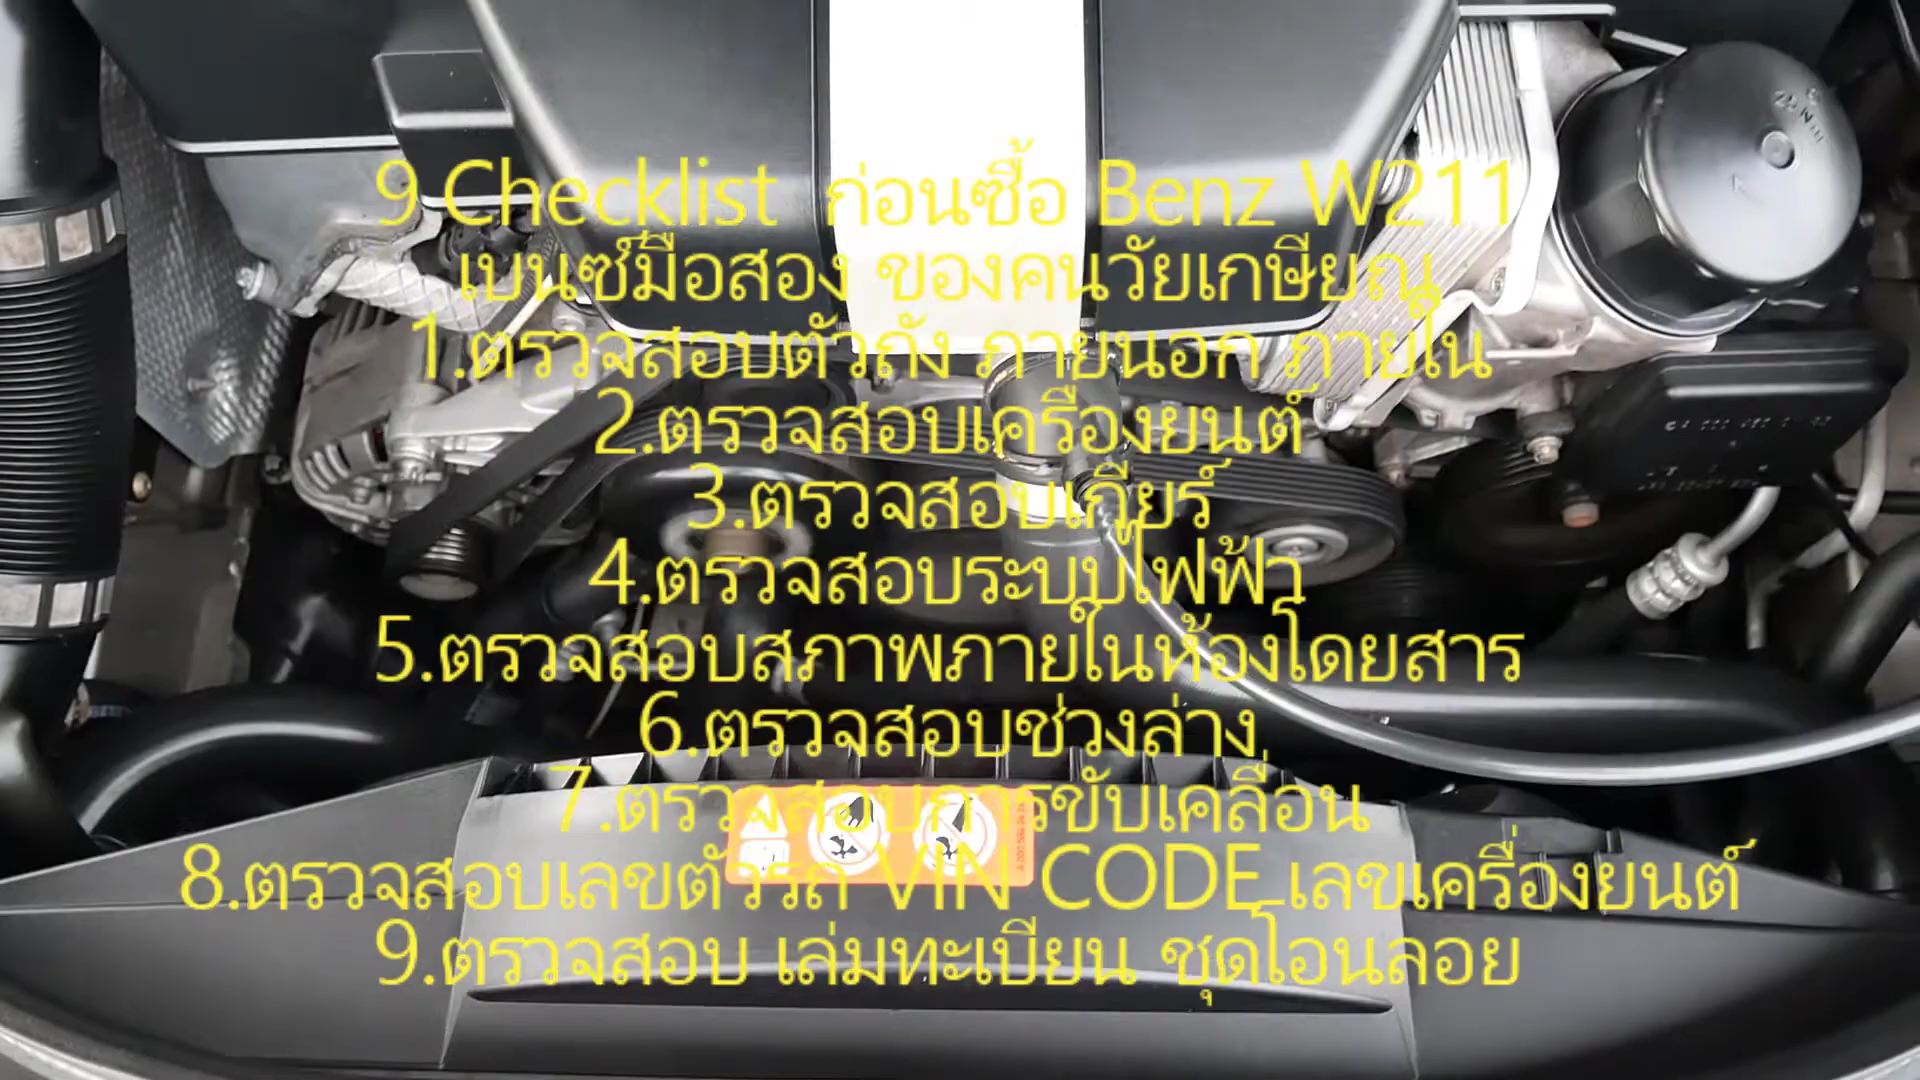 9 Checklist ก่อนซื้อ Benz W211
เบนซ์มือสอง ของคนวัยเกษียณ
1.ตรวจสอบตัวถัง ภายนอก ภายใน
2.ตรวจสอบเครื่องยนต์
3.ตรวจสอบเกียร์
4.ตรวจสอบระบบไฟฟ้า
5.ตรวจสอบสภาพภายในห้องโดยสาร
6.ตรวจสอบช่วงล่าง
7.ตรวจสอบการขับเคลื่อน
8.ตรวจสอบเลขตัวรถ VIN CODE เลขเครื่องยนต์
9.ตรวจสอบ เล่มทะเบียน ชุดโอนลอย